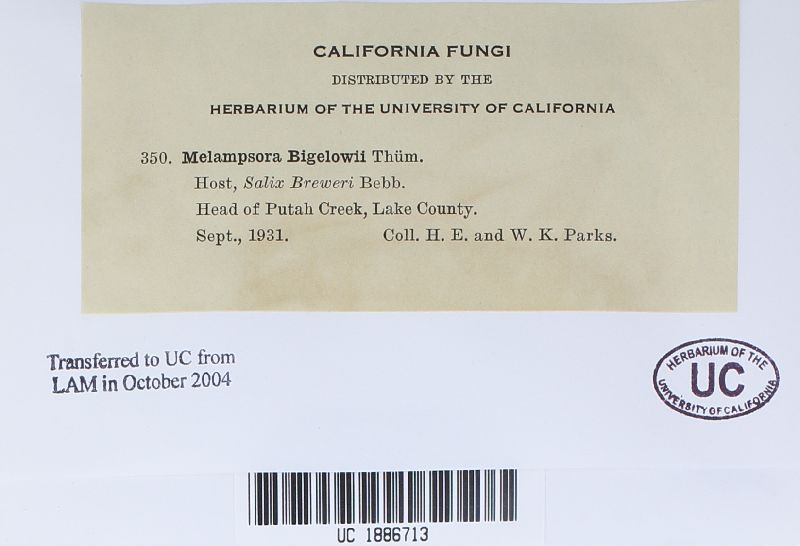 CALIFORNIA FUNGI
DISTRIBUTED BY THE
HERBARIUM OF THE UNIVERSITY OF CALIFORNIA
350. Melampsora Bigelowii Thüm.
Host, Salix Breweri Bebb.
Head of Putah Creek, Lake County.
Sept., 1931. Coll. H. E. and W. K. Parks.
Transferred to UC from
LAM in October 2004
HERBARIUM OF THE
UC
UNIVERSITY OF CALIFORNIA
UC 1886713